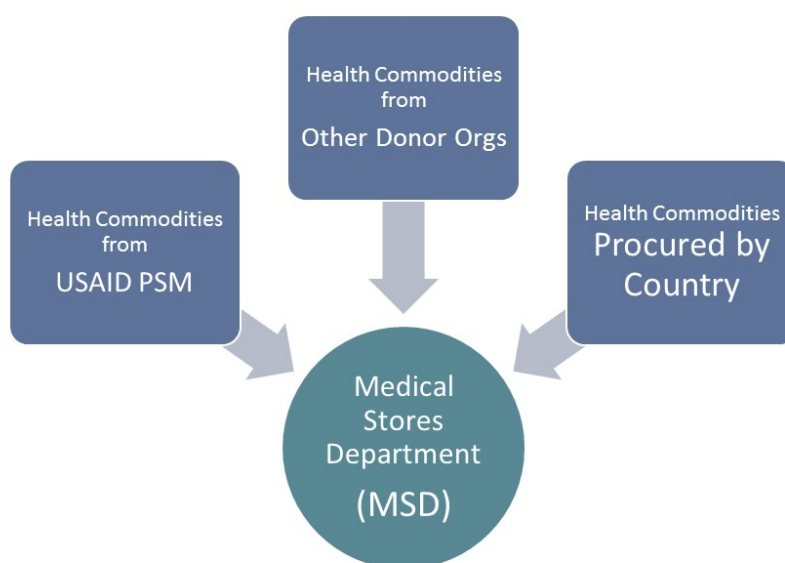 Health Commodities
from
Other Donor Orgs
Health Commodities
from
USAID PSM
Health Commodities
Procured by
Country
Medical
Stores
Department
(MSD)